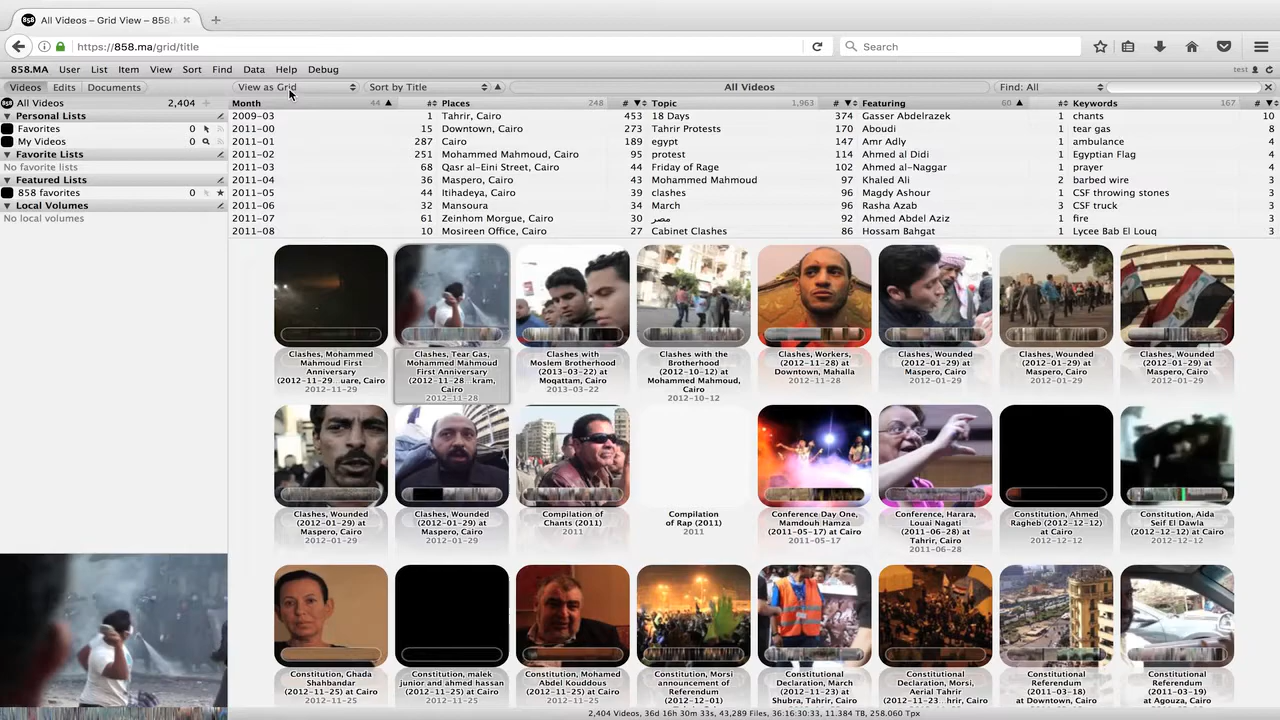 All Videos – Grid View – 858.
https://858.ma/grid/title
Search
858.MA User List Item View Sort Find Data Help Debug
test
Videos Edits Documents
View as Grid
Sort by Title
All Videos
Find: All
All Videos 2,404
Personal Lists
Favorites 0
My Videos 0
Favorite Lists
No favorite lists
Featured Lists
858 favorites 0
Local Volumes
No local volumes
Month 44
2009-03 1
2010-00 15
2011-01 287
2011-02 251
2011-03 68
2011-04 36
2011-05 44
2011-06 32
2011-07 61
2011-08 10
Places 248
Tahrir, Cairo 453
Downtown, Cairo 273
Cairo 189
Mohammed Mahmoud, Cairo 95
Qasr al-Eini Street, Cairo 44
Maspero, Cairo 43
Itihadeya, Cairo 39
Mansoura 34
Zeinhom Morgue, Cairo 30
Mosireen Office, Cairo 27
Topic 1,963
18 Days 374
Tahrir Protests 170
egypt 147
protest 114
Friday of Rage 102
Mohammed Mahmoud 97
clashes 96
March 96
مصر 92
Cabinet Clashes 86
Featuring 60
Gasser Abdelrazek 1
Aboudi 1
Amr Adly 1
Ahmed al Didi 1
Ahmed al-Naggar 1
Khaled Ali 2
Magdy Ashour 1
Rasha Azab 3
Ahmed Abdel Aziz 1
Hossam Bahgat 1
Keywords 167
chants 10
tear gas 8
ambulance 4
Egyptian Flag 4
prayer 4
barbed wire 3
CSF throwing stones 3
CSF truck 3
fire 3
Lycee Bab El Louq 3
Clashes, Mohammed
Mahmoud First
Anniversary
(2012-11-29 uare, Cairo
2012-11-29
Clashes, Tear Gas,
Mohammed Mahmoud
First Anniversary
(2012-11-28 kram,
Cairo
2012-11-28
Clashes with
Moslem Brotherhood
(2013-03-22) at
Moqattam, Cairo
2013-03-22
Clashes with the
Brotherhood
(2012-10-12) at
Mohammed Mahmoud,
Cairo
2012-10-12
Clashes, Workers,
(2012-11-28) at
Downtown, Mahalla
2012-11-28
Clashes, Wounded
(2012-01-29) at
Maspero, Cairo
2012-01-29
Clashes, Wounded
(2012-01-29) at
Maspero, Cairo
2012-01-29
Clashes, Wounded
(2012-01-29) at
Maspero, Cairo
2012-01-29
Clashes, Wounded
(2012-01-29) at
Maspero, Cairo
2012-01-29
Clashes, Wounded
(2012-01-29) at
Maspero, Cairo
2012-01-29
Compilation of
Chants (2011)
2011
Compilation
of Rap (2011)
2011
Conference Day One,
Mamdouh Hamza
(2011-05-17) at Cairo
2011-05-17
Conference, Harara,
Louai Nagati
(2011-06-28) at
Tahrir, Cairo
2011-06-28
Constitution, Ahmed
Ragheb (2012-12-12)
at Cairo
2012-12-12
Constitution, Aida
Seif El Dawla
(2012-12-12) at Cairo
2012-12-12
Constitution, Ghada
Shahbandar
(2012-11-25) at Cairo
2012-11-25
Constitution, malek
junior and ahmed hassan
(2012-11-25) at Cairo
2012-11-25
Constitution, Mohamed
Abdel Kouddous
(2012-11-25) at Cairo
2012-11-25
Constitution, Morsi
announcement of
Referendum
Constitutional
Declaration, March
(2012-11-23) at
Shubra, Tahrir, Cairo
Constitutional
Declaration, Morsi,
Aerial Tahrir
(2012-11-23 hrir, Cairo
Constitutional
Referendum
(2011-03-18) at
Mohandiseen, Cairo
Constitutional
Referendum
(2011-03-19)
at Agouza, Cairo
2,404 Videos, 36d 16h 30m 33s, 43,289 Files, 36:16:30:33, 11.384 TB, 258.060 Tpx